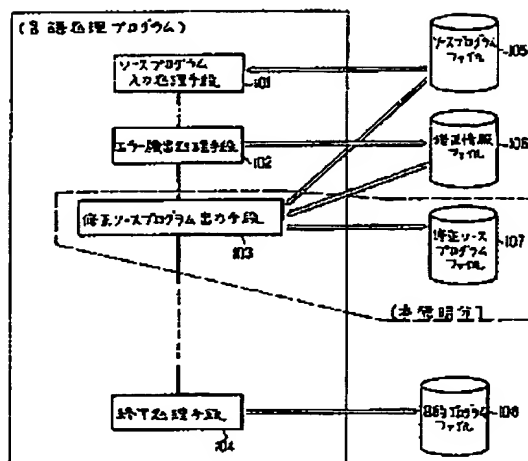 (言語処理プログラム)
ソースプログラム
入力処理手段
101
ソースプログラム
ファイル
105
エラー検出処理手段
102
修正情報
ファイル
106
修正ソースプログラム出力手段
103
修正ソース
プログラム
ファイル
107
(本発明分)
終了処理手段
104
目的プログラム
ファイル
108